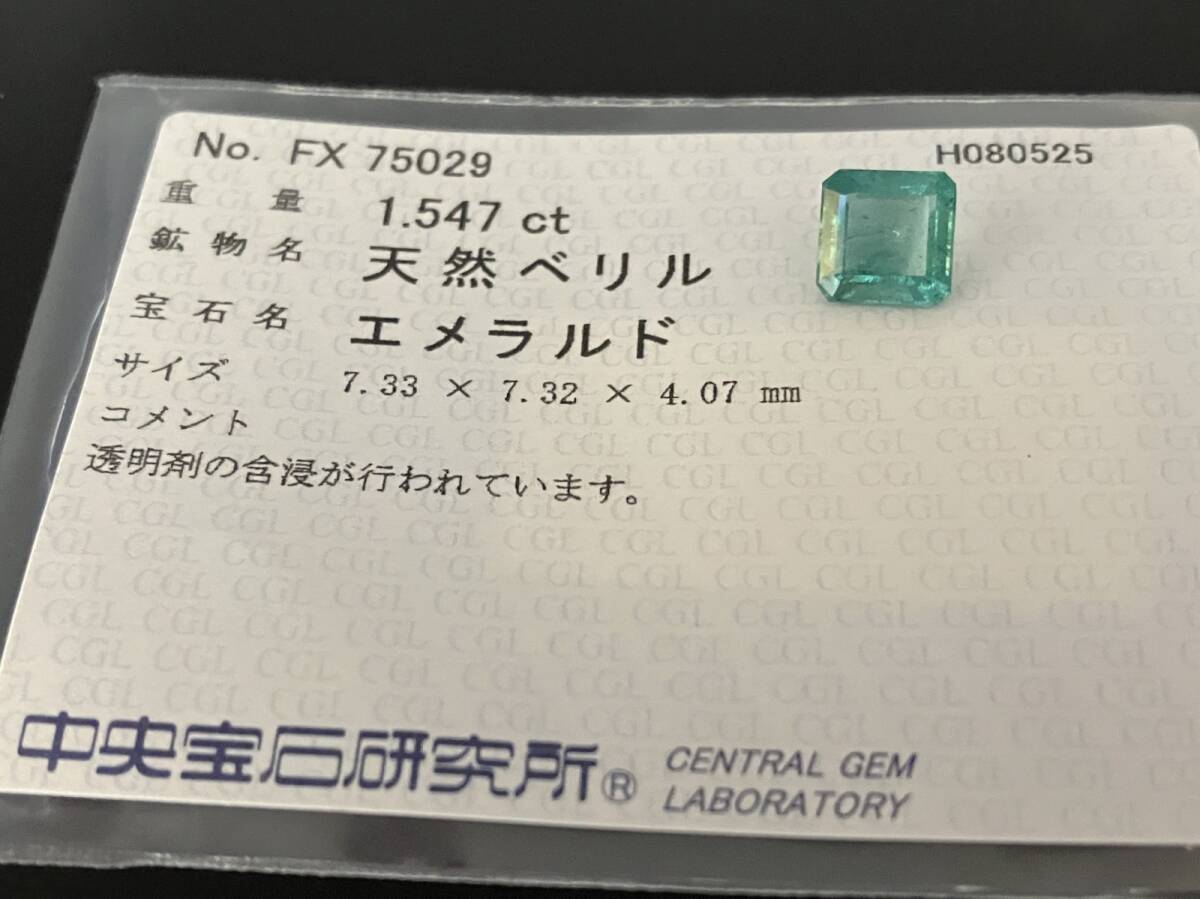 No. FX 75029 H080525
重量 1.547 ct
鉱物名 天然ベリル
宝石名 エメラルド
サイズ 7.33 × 7.32 × 4.07 mm
コメント
透明剤の含浸が行われています。
中央宝石研究所® CENTRAL GEM
LABORATORY